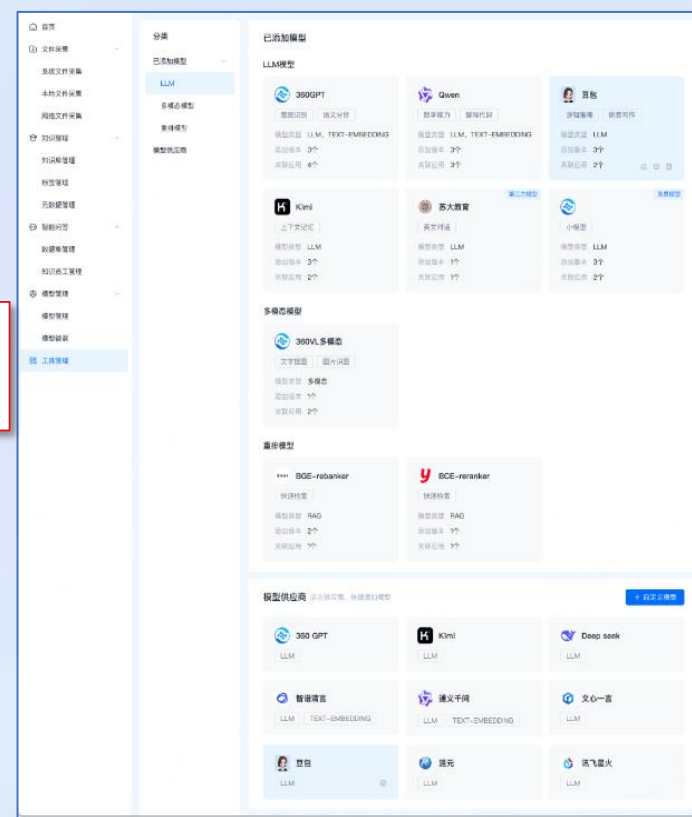 首页
文件采集
系统文件采集
本地文件采集
网络文件采集
知识管理
知识库管理
标签管理
元数据管理
智能问答
数据集管理
知识员工管理
模型管理
模型管理
工具管理
分类
已添加模型
LLM
多模态模型
重排模型
模型供应商
已添加模型
LLM模型
360GPT
意图识别 语义分析
模型类型 LLM、TEXT-EMBEDDING
添加版本 3个
关联应用 4个
Qwen
数学能力 编程代码
模型类型 LLM、TEXT-EMBEDDING
添加版本 3个
关联应用 3个
豆包
模型类型 LLM
添加版本 3个
关联应用 2个
Kimi
上下文记忆
模型类型 LLM
添加版本 3个
关联应用 2个
第三方模型
苏大教育
英文对话
模型类型 LLM
添加版本 1个
关联应用 1个
免费模型
小模型
模型类型 LLM
添加版本 3个
关联应用 2个
多模态模型
360VL多模态
文字搜图 图片识图
模型类型 多模态
添加版本 1个
关联应用 2个
重排模型
BGE-rebanker
快速检索
模型类型 RAG
添加版本 2个
关联应用 1个
BCE-reranker
快速检索
模型类型 RAG
添加版本 1个
关联应用 1个
模型供应商
+ 自定义模型
360 GPT
LLM
Kimi
LLM
Deep seek
LLM
智谱清言
LLM TEXT-EMBEDDING
通义千问
LLM TEXT-EMBEDDING
文心一言
LLM
豆包
LLM
混元
LLM
讯飞星火
LLM